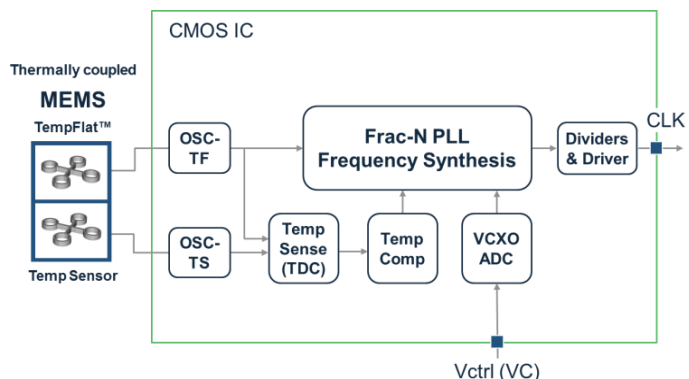 CMOS IC
Thermally coupled
MEMS
TempFlat™
OSC-
TF
Frac-N PLL
Frequency Synthesis
Dividers
& Driver
CLK
OSC-
TS
Temp
Sense
(TDC)
Temp
Comp
VCXO
ADC
Temp Sensor
Vctrl (VC)